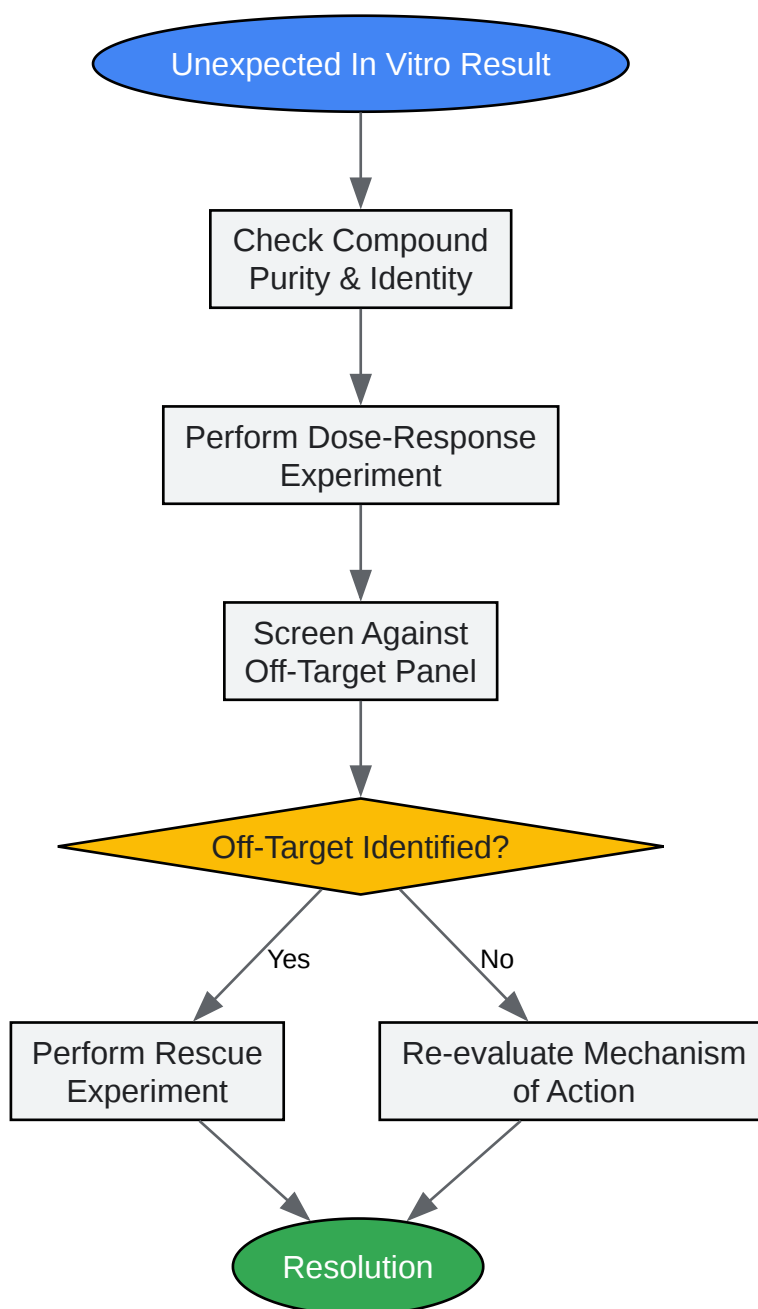 Unexpected In Vitro Result
Check Compound
Purity & Identity
Perform Dose-Response
Experiment
Screen Against
Off-Target Panel
Off-Target Identified?
Yes
No
Perform Rescue
Experiment
Re-evaluate Mechanism
of Action
Resolution